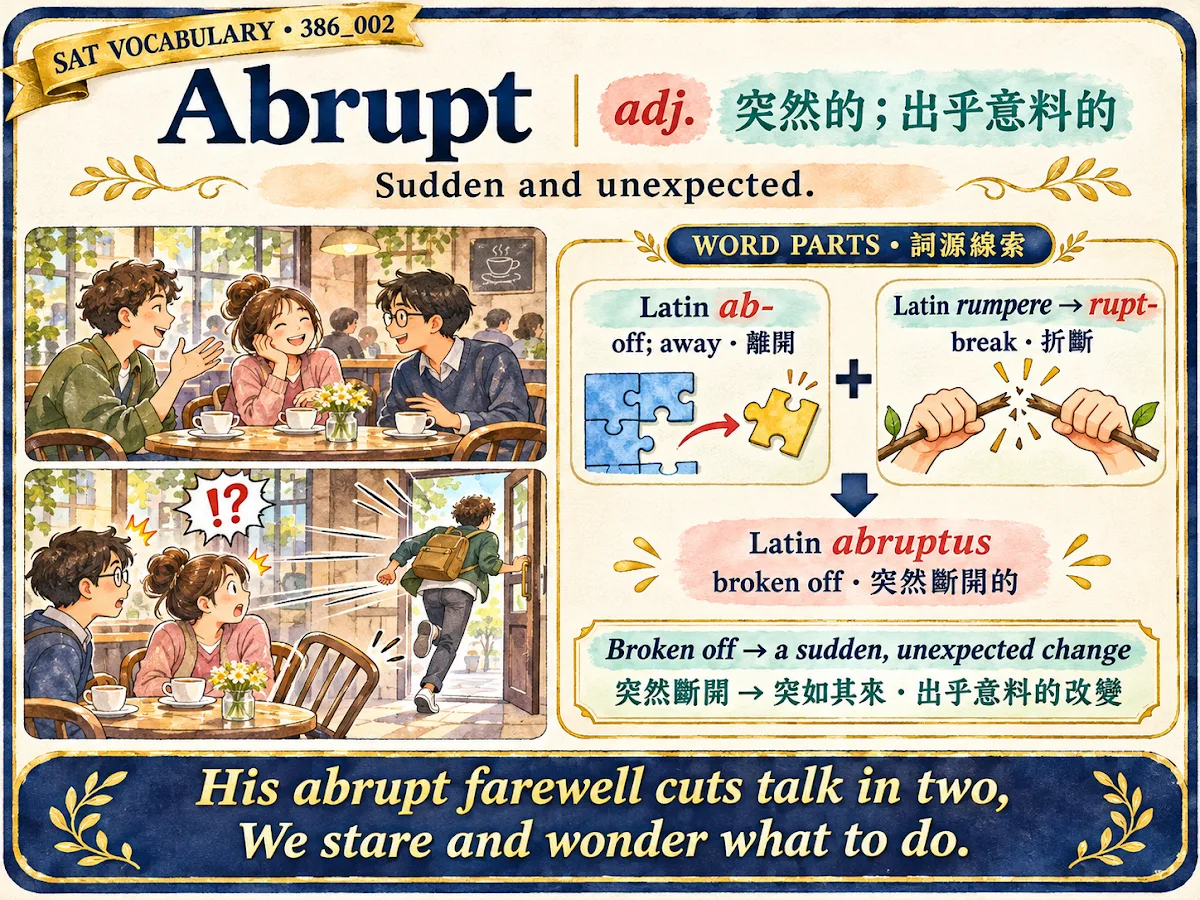 SAT VOCABULARY • 386_002
Abrupt
adj.
突然的；出乎意料的
Sudden and unexpected.
!?
WORD PARTS • 詞源線索
Latin ab-
off; away · 離開
+
Latin rumpere → rupt-
break · 折斷
Latin abruptus
broken off · 突然斷開的
Broken off → a sudden, unexpected change
突然斷開 → 突如其來 · 出乎意料的改變
His abrupt farewell cuts talk in two,
We stare and wonder what to do.